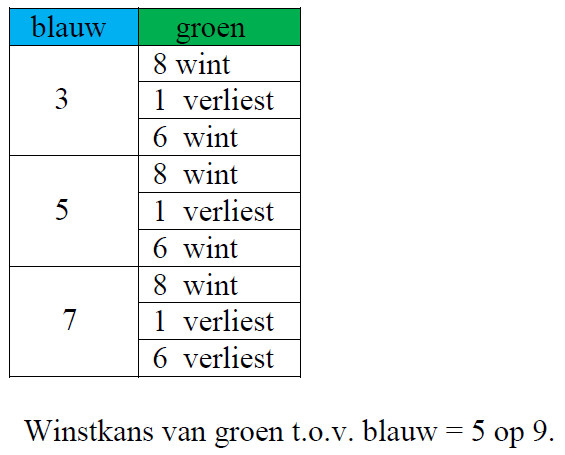 blauw groen
8 wint
3 1 verliest
6 wint
8 wint
5 1 verliest
6 wint
8 wint
7 1 verliest
6 verliest
Winstkans van groen t.o.v. blauw = 5 op 9.